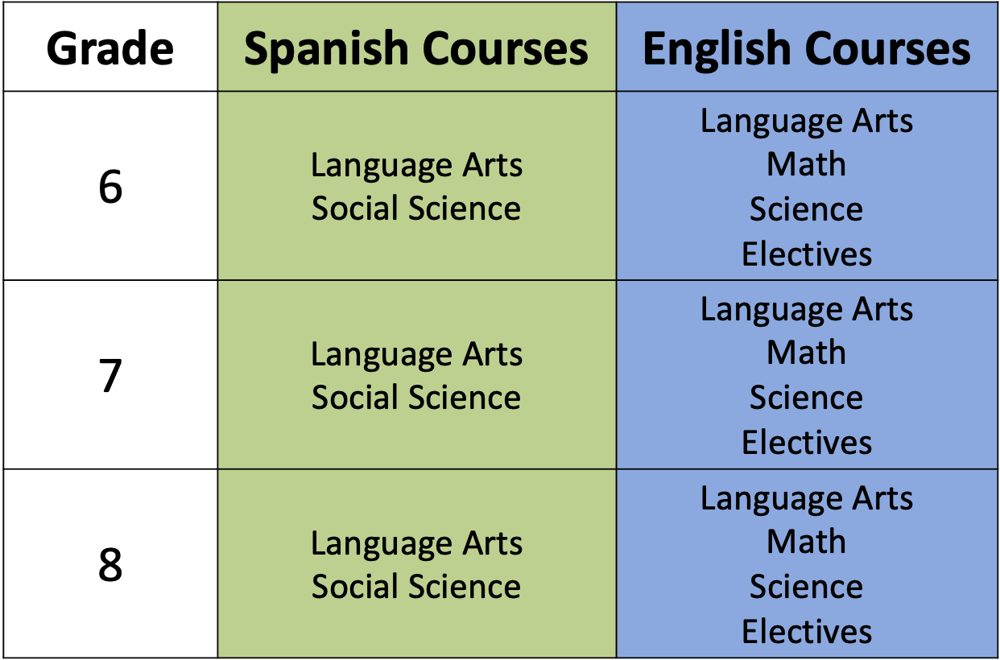 Grade Spanish Courses English Courses
6
Language Arts
Social Science
Language Arts
Math
Science
Electives
7
Language Arts
Social Science
Language Arts
Math
Science
Electives
8
Language Arts
Social Science
Language Arts
Math
Science
Electives